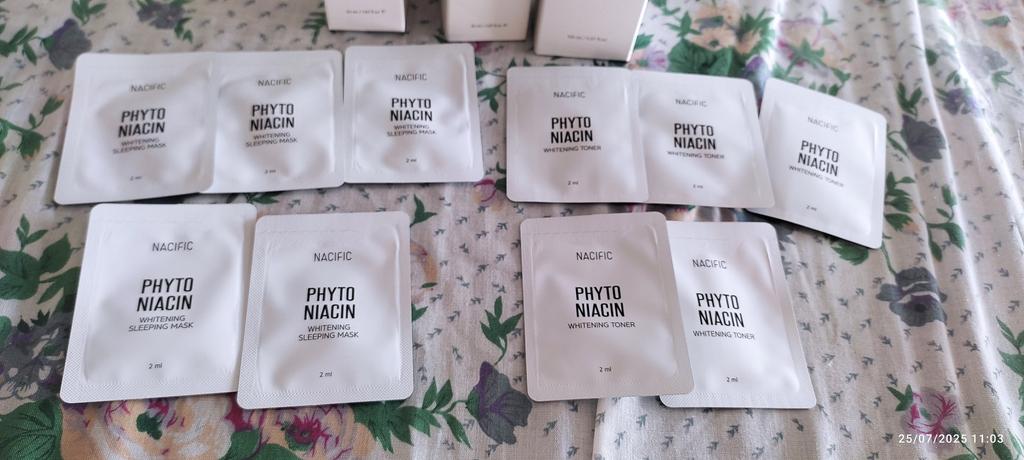 NACIFIC
PHYTO
NIACIN
WHITENING
SLEEPING MASK
2 ml
NACIFIC
PHYTO
NIACIN
WHITENING
SLEEPING MASK
2 ml
NACIFIC
PHYTO
NIACIN
WHITENING
SLEEPING MASK
2 ml
NACIFIC
PHYTO
NIACIN
WHITENING TONER
2 ml
NACIFIC
PHYTO
NIACIN
WHITENING TONER
2 ml
NACIFIC
PHYTO
NIACIN
WHITENING TONER
2 ml
NACIFIC
PHYTO
NIACIN
WHITENING
SLEEPING MASK
2 ml
NACIFIC
PHYTO
NIACIN
WHITENING
SLEEPING MASK
2 ml
NACIFIC
PHYTO
NIACIN
WHITENING TONER
2 ml
NACIFIC
PHYTO
NIACIN
WHITENING TONER
2 ml
25/07/2025 11:03